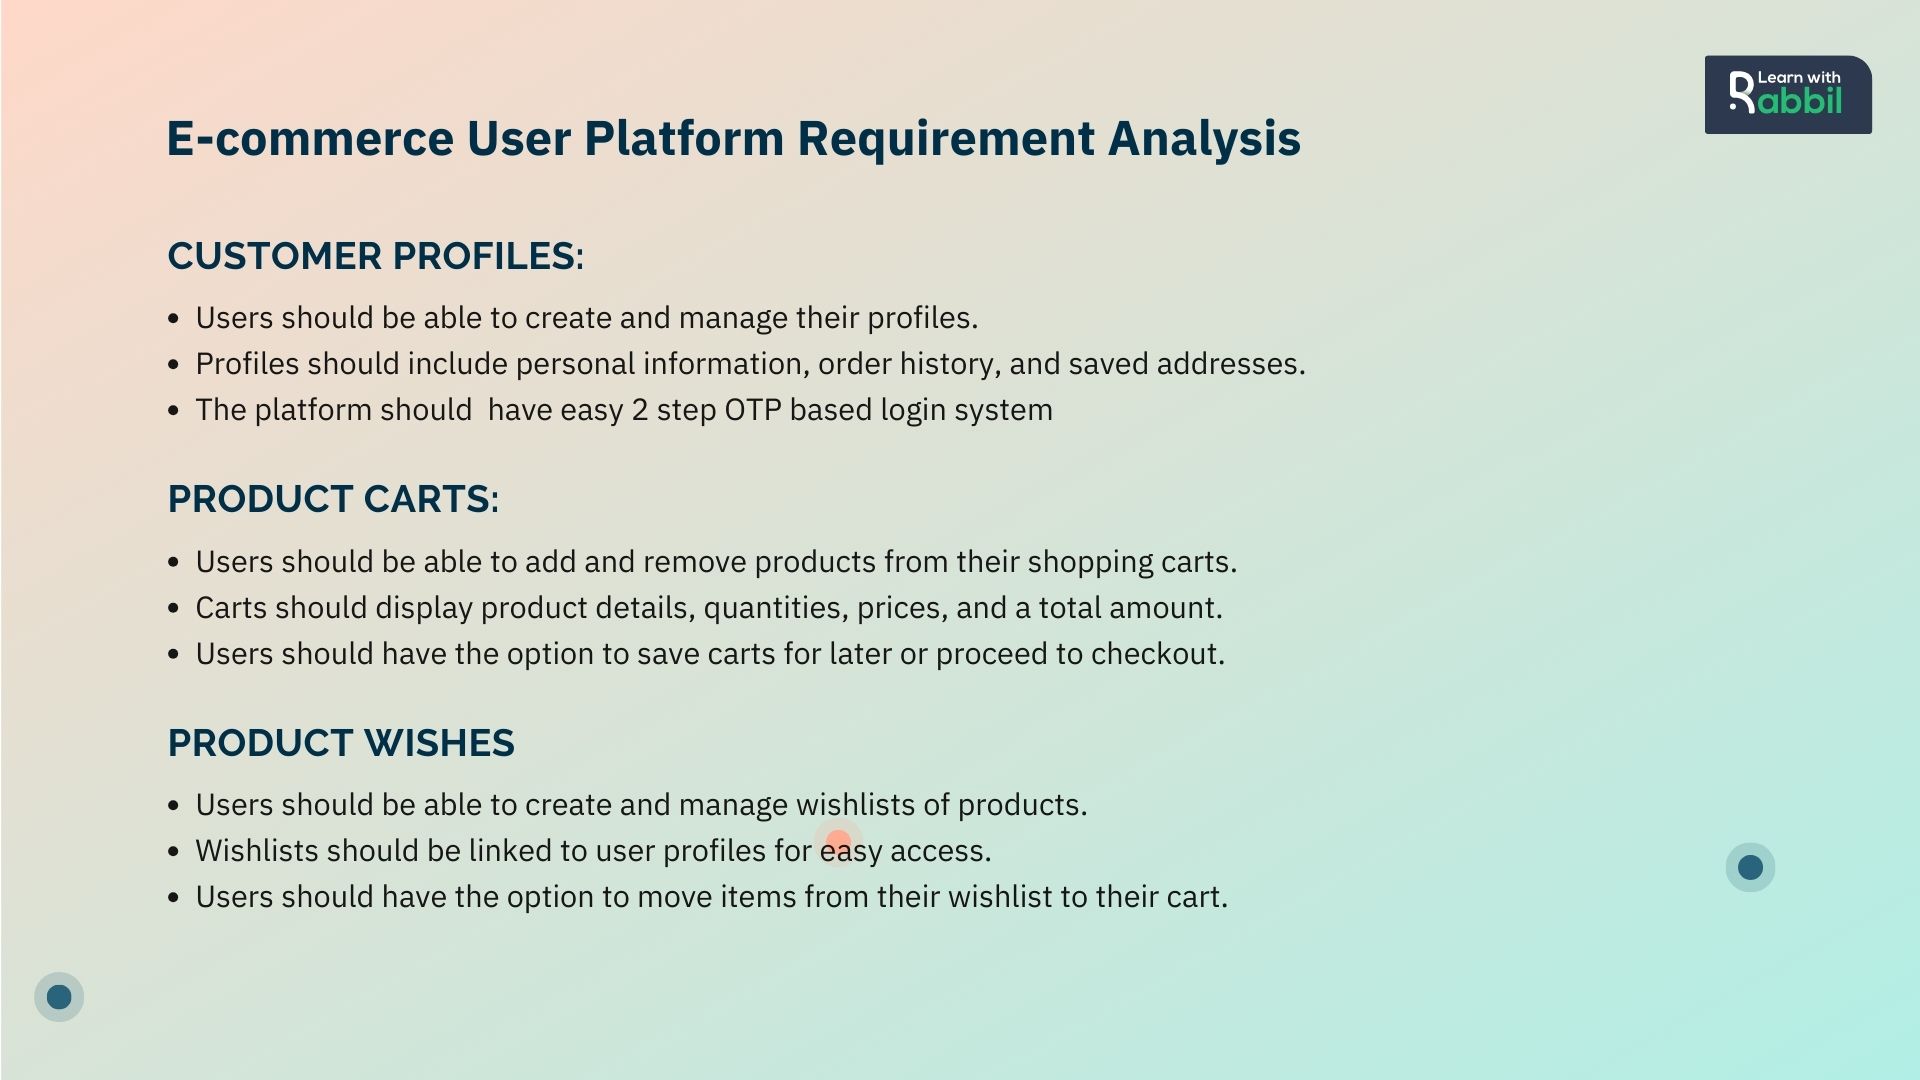 Learn with
Rabbil
E-commerce User Platform Requirement Analysis
CUSTOMER PROFILES:
• Users should be able to create and manage their profiles.
• Profiles should include personal information, order history, and saved addresses.
• The platform should  have easy 2 step OTP based login system
PRODUCT CARTS:
• Users should be able to add and remove products from their shopping carts.
• Carts should display product details, quantities, prices, and a total amount.
• Users should have the option to save carts for later or proceed to checkout.
PRODUCT WISHES
• Users should be able to create and manage wishlists of products.
• Wishlists should be linked to user profiles for easy access.
• Users should have the option to move items from their wishlist to their cart.